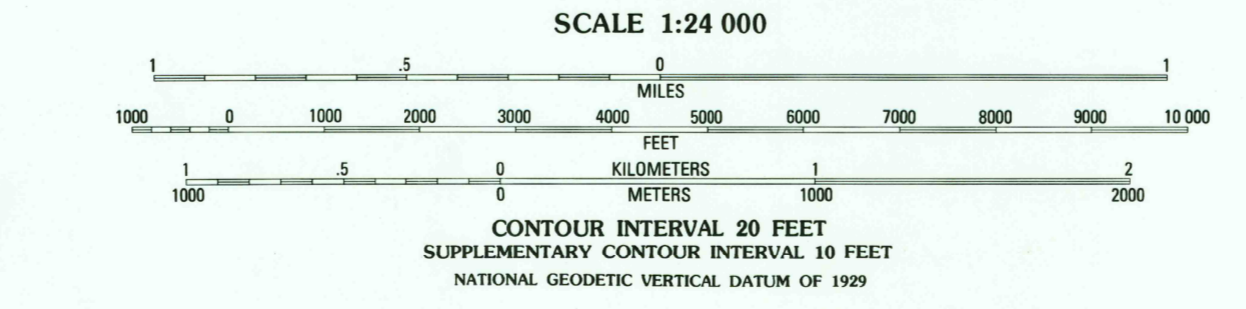 SCALE 1:24 000
1 .5 0 1
MILES
1000 0 1000 2000 3000 4000 5000 6000 7000 8000 9000 10 000
FEET
1 .5 0 KILOMETERS 1 2
1000 0 METERS 1000 2000
CONTOUR INTERVAL 20 FEET
SUPPLEMENTARY CONTOUR INTERVAL 10 FEET
NATIONAL GEODETIC VERTICAL DATUM OF 1929